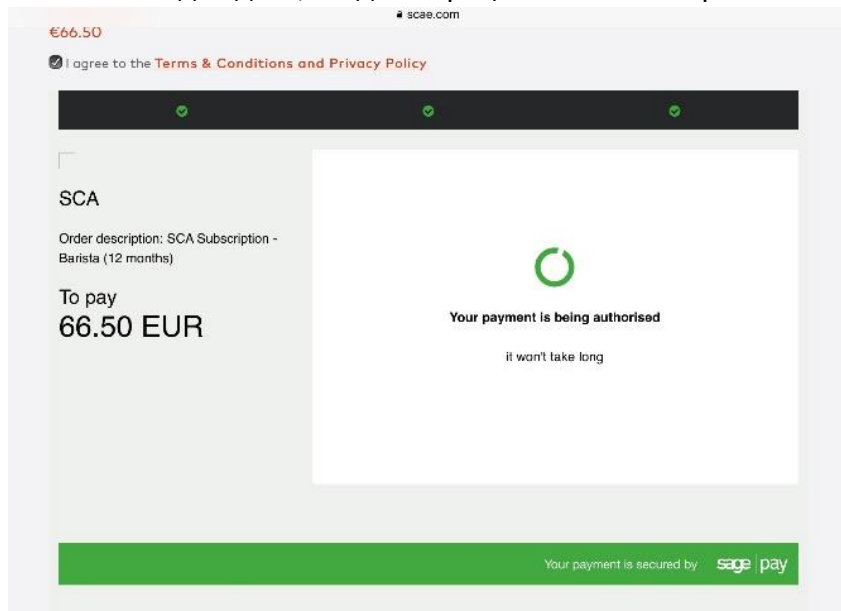 scae.com
€66.50
I agree to the Terms & Conditions and Privacy Policy
SCA
Order description: SCA Subscription -
Barista (12 months)
To pay
66.50 EUR
Your payment is being authorised
it won't take long
Your payment is secured by sage pay